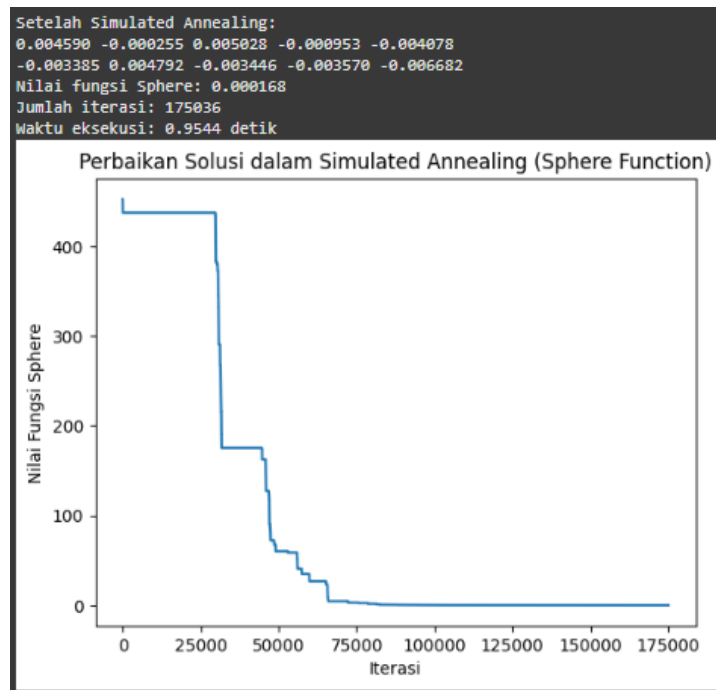 Setelah Simulated Annealing:
0.004590 -0.000255 0.005028 -0.000953 -0.004078
-0.003385 0.004792 -0.003446 -0.003570 -0.006682
Nilai fungsi Sphere: 0.000168
Jumlah iterasi: 175036
Waktu eksekusi: 0.9544 detik
Perbaikan Solusi dalam Simulated Annealing (Sphere Function)
Nilai Fungsi Sphere
400
300
200
100
0
0 25000 50000 75000 100000 125000 150000 175000
Iterasi